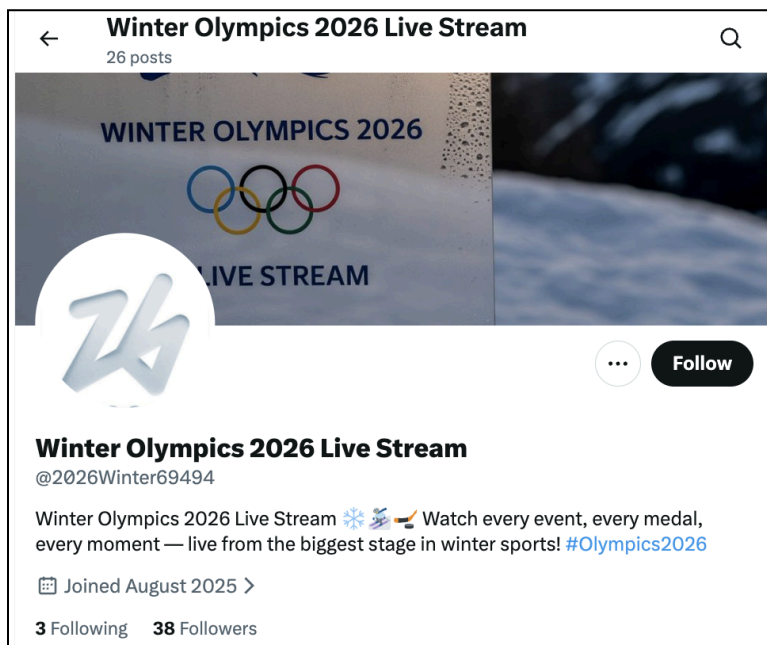 Winter Olympics 2026 Live Stream
26 posts
WINTER OLYMPICS 2026
LIVE STREAM
26
Follow
Winter Olympics 2026 Live Stream
@2026Winter69494
Winter Olympics 2026 Live Stream ❄️⛷️🏒 Watch every event, every medal,
every moment — live from the biggest stage in winter sports! #Olympics2026
Joined August 2025
3 Following 38 Followers